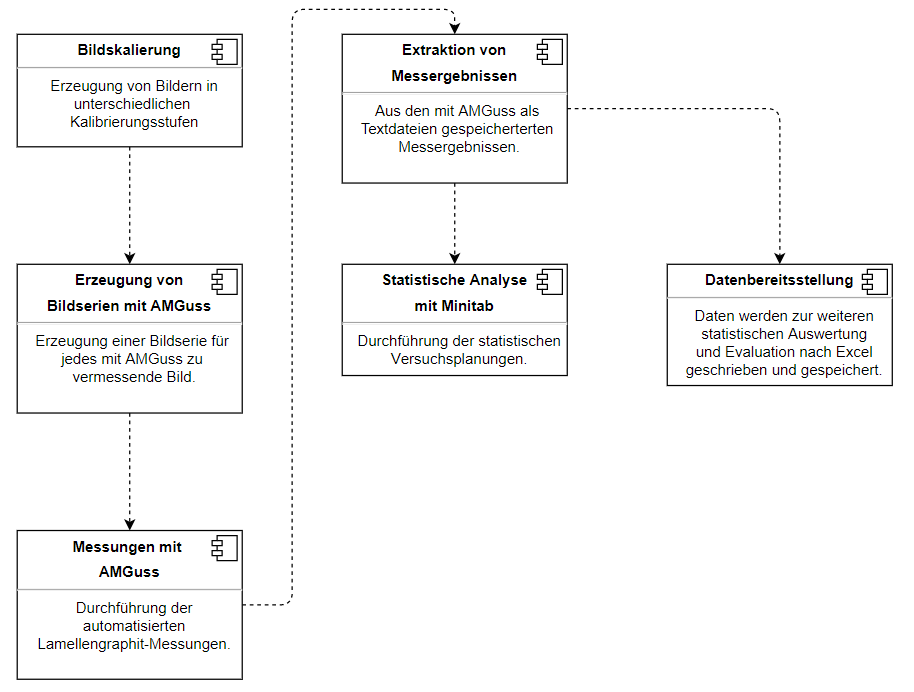 Bildskalierung
Erzeugung von Bildern in
unterschiedlichen
Kalibrierungsstufen
Erzeugung von
Bildserien mit AMGuss
Erzeugung einer Bildserie für
jedes mit AMGuss zu
vermessende Bild.
Messungen mit
AMGuss
Durchführung der
automatisierten
Lamellengraphit-Messungen.
Extraktion von
Messergebnissen
Aus den mit AMGuss als
Textdateien gespeicherterten
Messergebnissen.
Statistische Analyse
mit Minitab
Durchführung der statistischen
Versuchsplanungen.
Datenbereitsstellung
Daten werden zur weiteren
statistischen Auswertung
und Evaluation nach Excel
geschrieben und gespeichert.